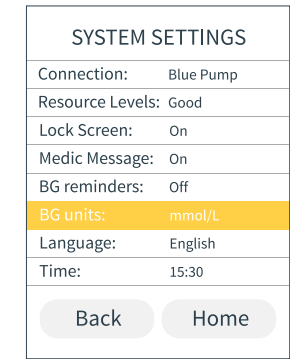 SYSTEM SETTINGS
Connection: Blue Pump
Resource Levels: Good
Lock Screen: On
Medic Message: On
BG reminders: Off
BG units: mmol/L
Language: English
Time: 15:30
Back Home